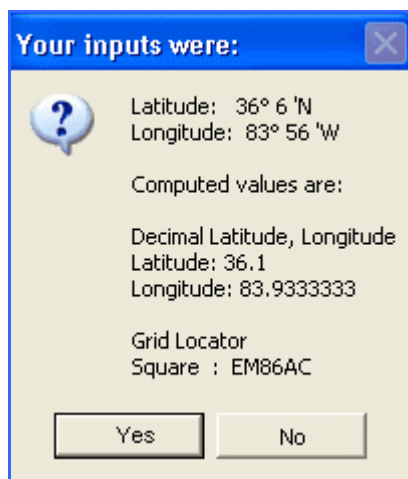 Your inputs were:
Latitude: 36° 6 'N
Longitude: 83° 56 'W
Computed values are:
Decimal Latitude, Longitude
Latitude: 36.1
Longitude: 83.9333333
Grid Locator
Square : EM86AC
Yes No